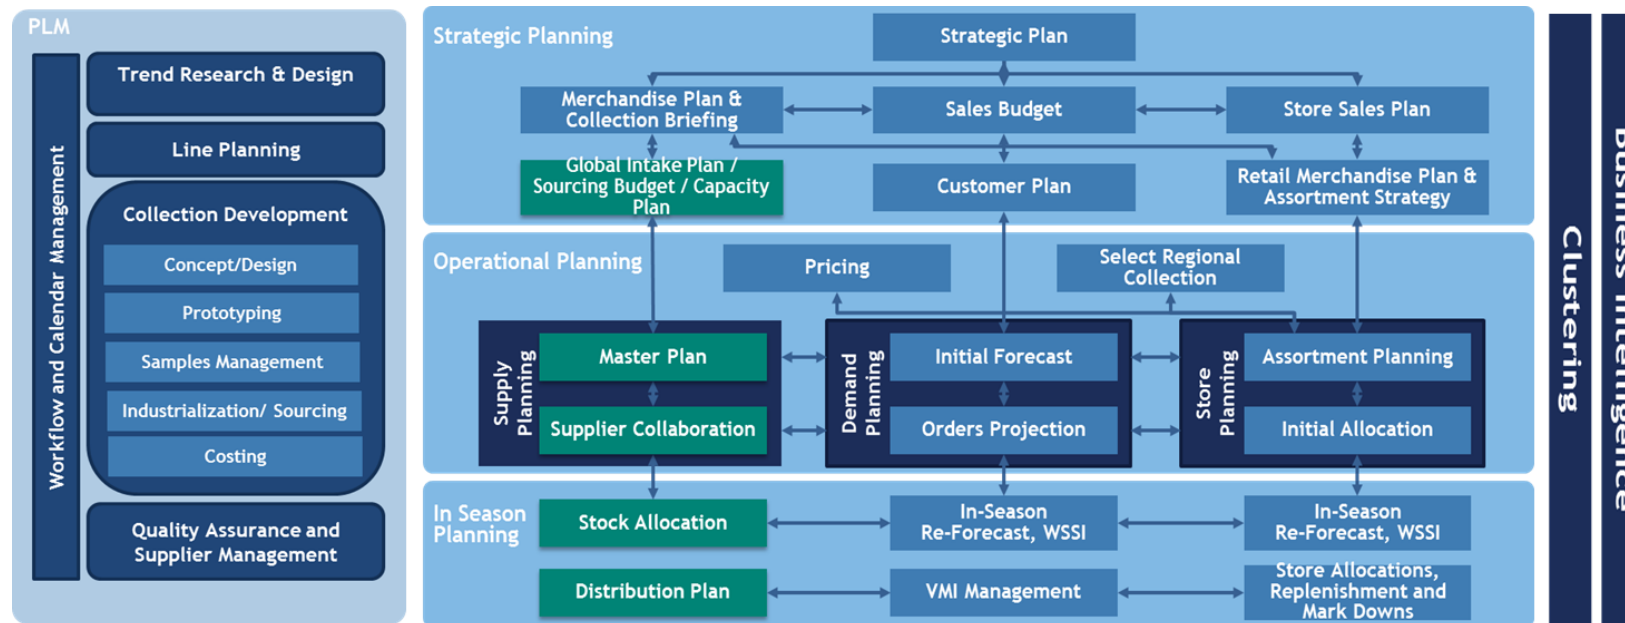 PLM
Workflow and Calendar Management
Trend Research & Design
Line Planning
Collection Development
Concept/Design
Prototyping
Samples Management
Industrialization/ Sourcing
Costing
Quality Assurance and
Supplier Management
Strategic Planning
Strategic Plan
Merchandise Plan &
Collection Briefing
Sales Budget
Store Sales Plan
Global Intake Plan /
Sourcing Budget / Capacity
Plan
Customer Plan
Retail Merchandise Plan &
Assortment Strategy
Operational Planning
Pricing
Select Regional
Collection
Supply
Planning
Master Plan
Supplier Collaboration
Demand
Planning
Initial Forecast
Orders Projection
Store
Planning
Assortment Planning
Initial Allocation
In Season
Planning
Stock Allocation
In-Season
Re-Forecast, WSSI
In-Season
Re-Forecast, WSSI
Distribution Plan
VMI Management
Store Allocations,
Replenishment and
Mark Downs
Clustering
Business Intelligence